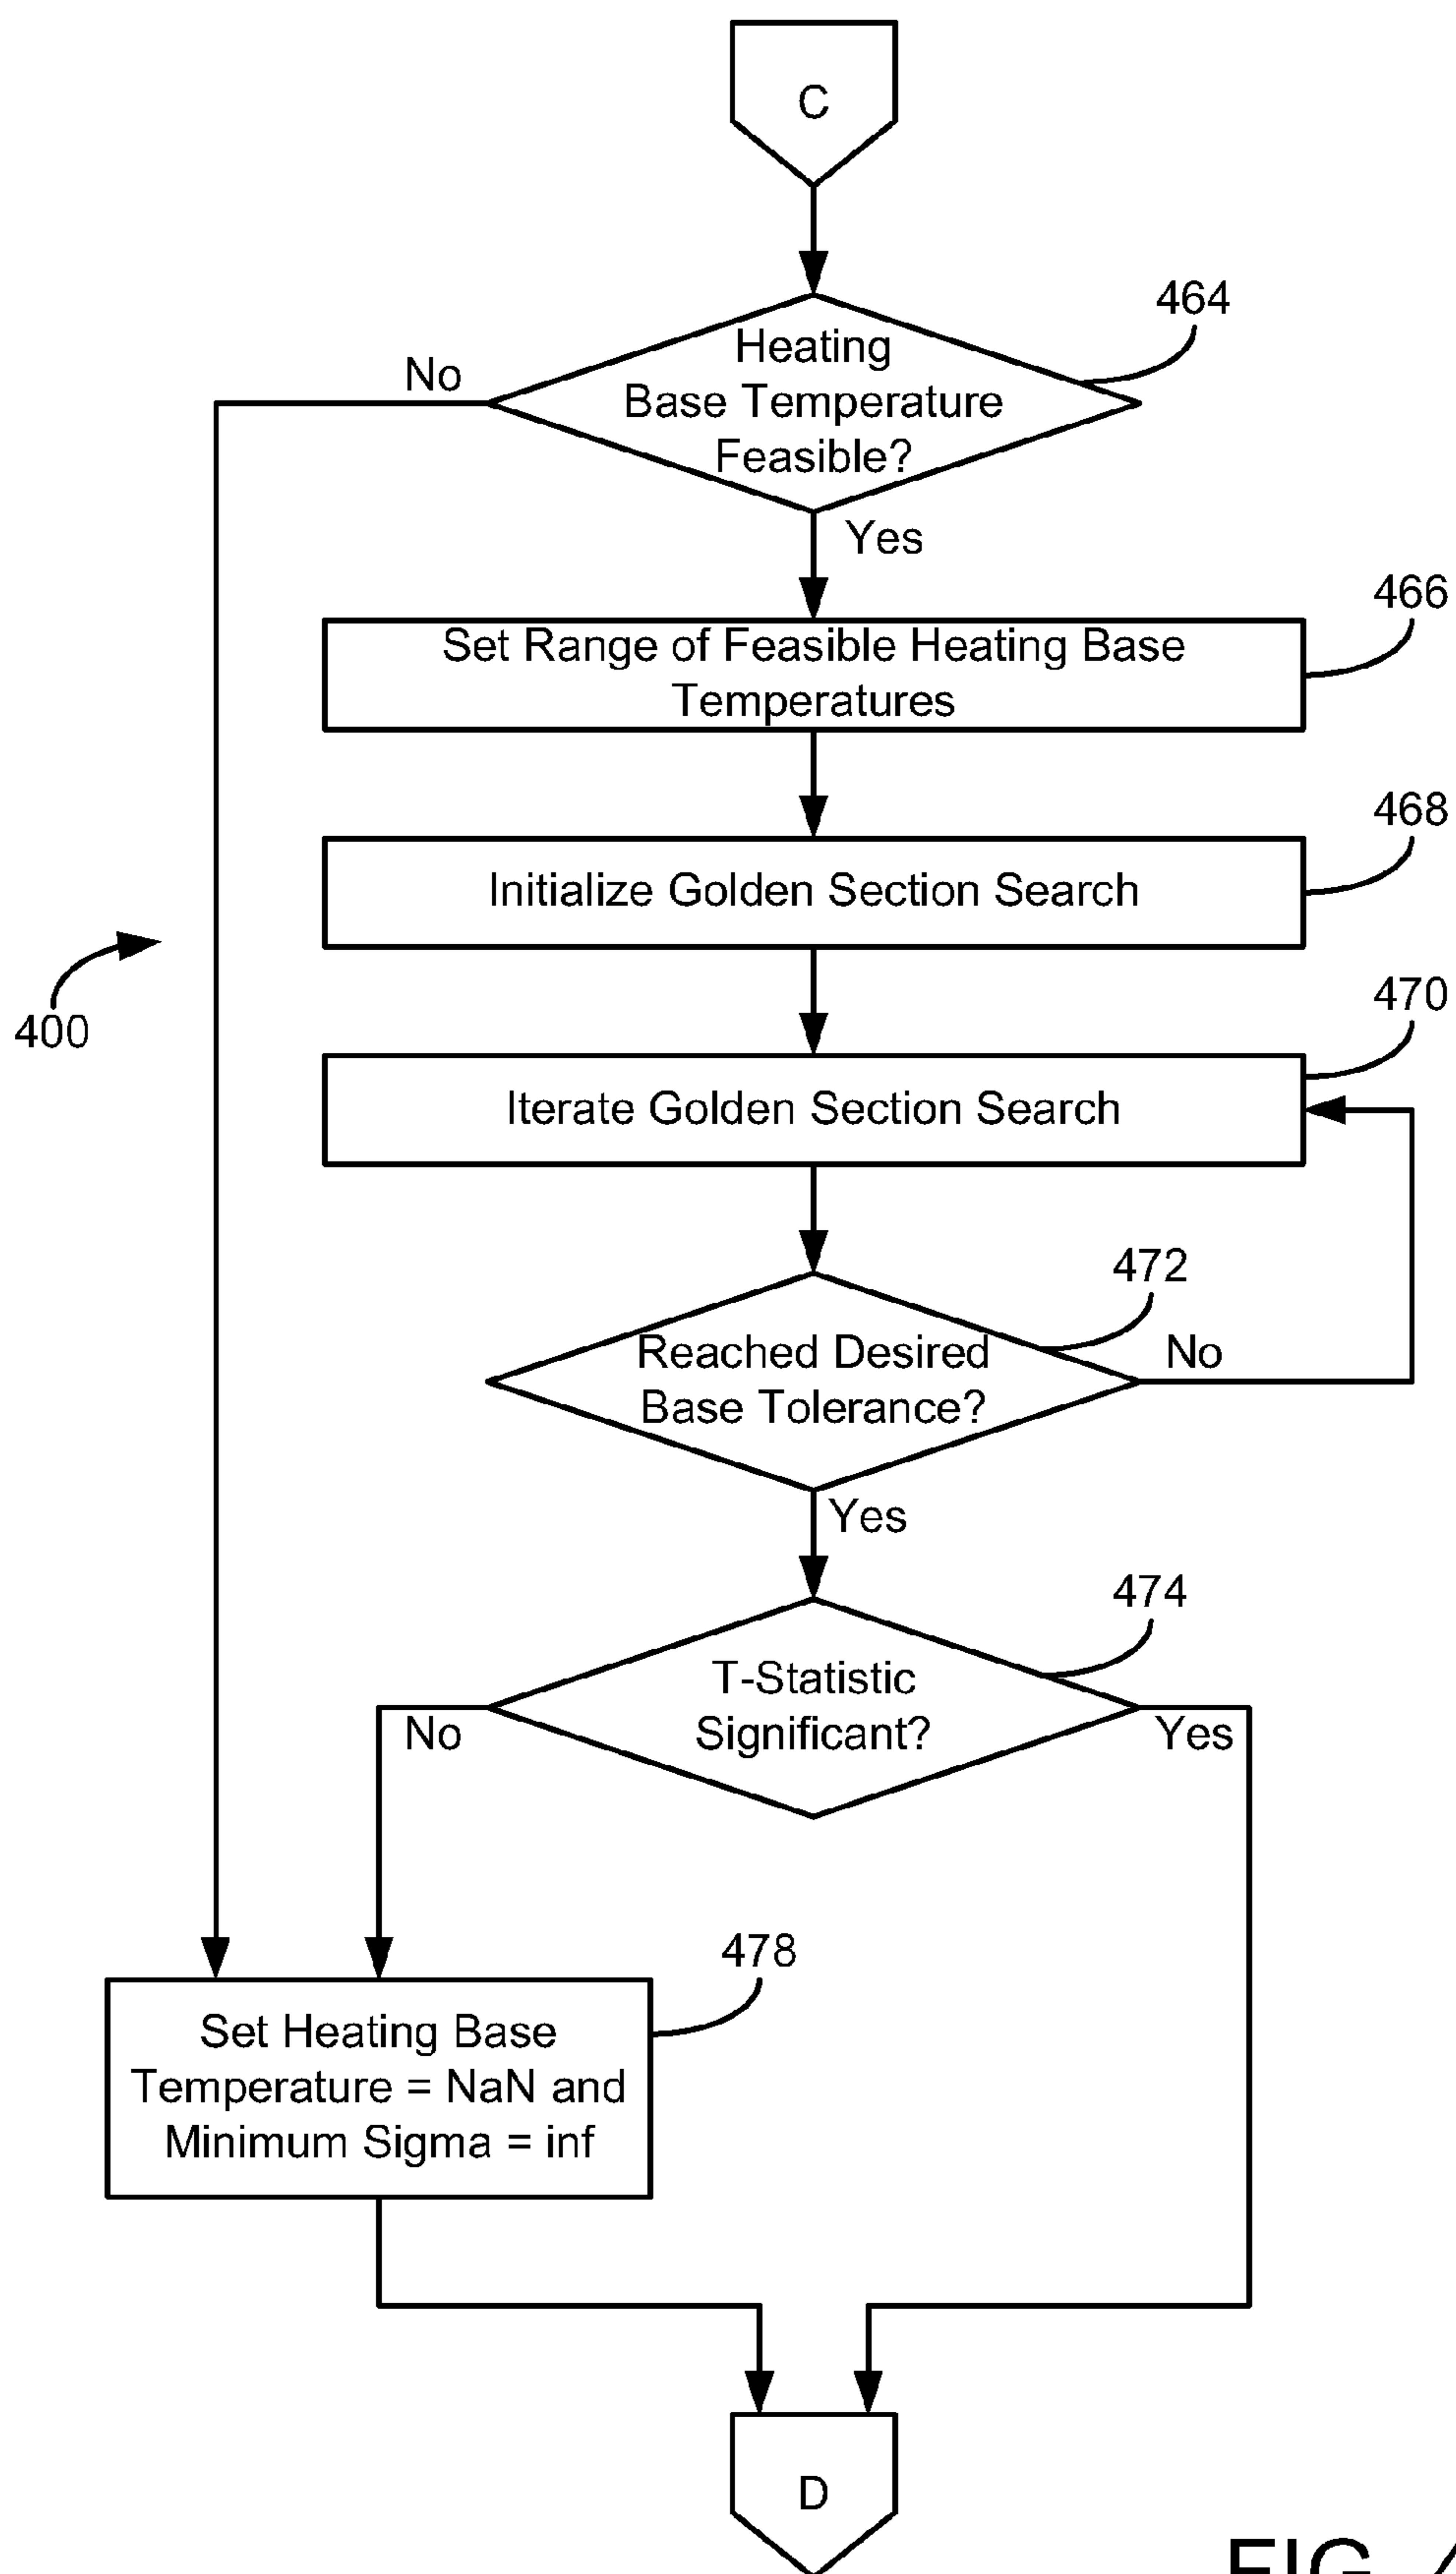 C
464
Heating
Base Temperature
Feasible?
No
Yes
466
Set Range of Feasible Heating Base
Temperatures
468
Initialize Golden Section Search
400
470
Iterate Golden Section Search
472
Reached Desired
Base Tolerance?
No
Yes
474
T-Statistic
Significant?
No
Yes
478
Set Heating Base
Temperature = NaN and
Minimum Sigma = inf
D
FIG.